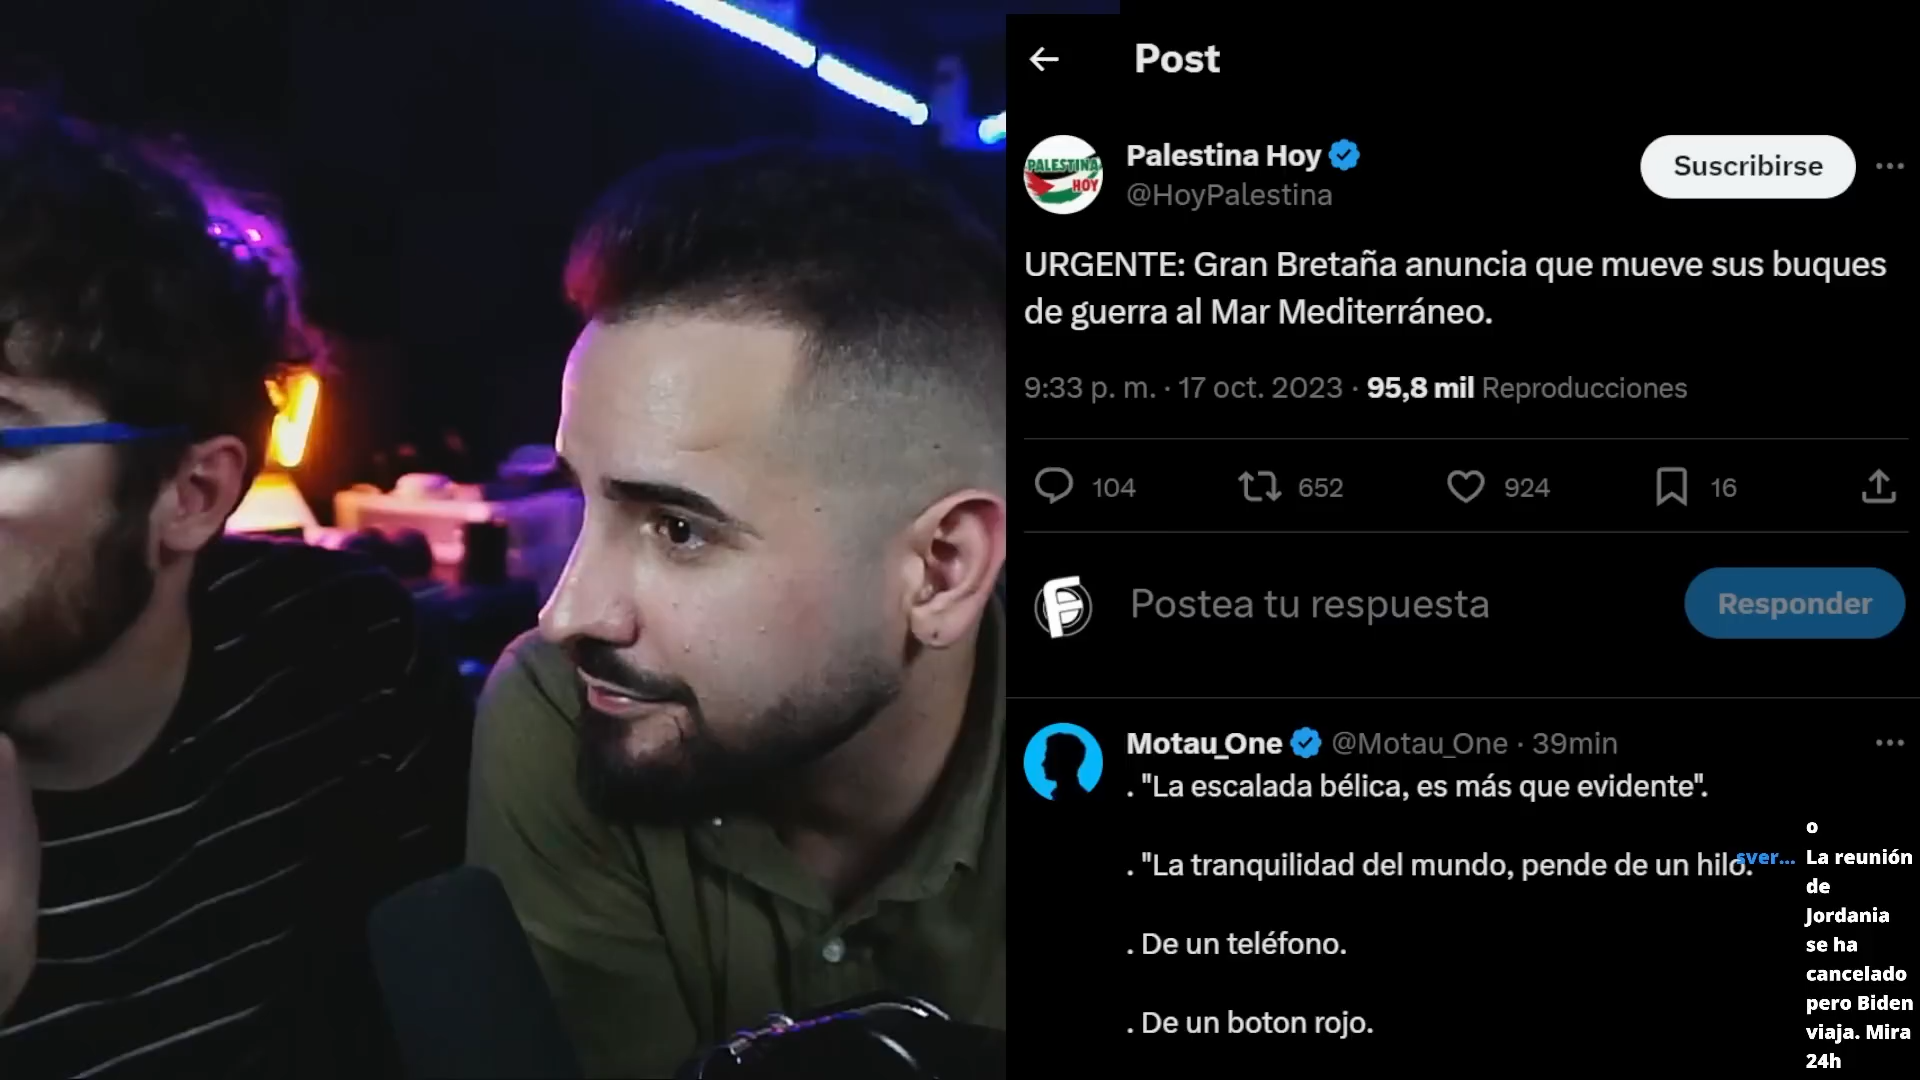 Post
PALESTINA
HOY
Palestina Hoy
@HoyPalestina
Suscribirse
URGENTE: Gran Bretaña anuncia que mueve sus buques
de guerra al Mar Mediterráneo.
9:33 p. m. · 17 oct. 2023 · 95,8 mil Reproducciones
104
652
924
16
Postea tu respuesta
Responder
Motau_One @Motau_One · 39min
. "La escalada bélica, es más que evidente".
. "La tranquilidad del mundo, pende de un hilo."
. De un teléfono.
. De un boton rojo.
o
sver... La reunión
de
Jordania
se ha
cancelado
pero Biden
viaja. Mira
24h